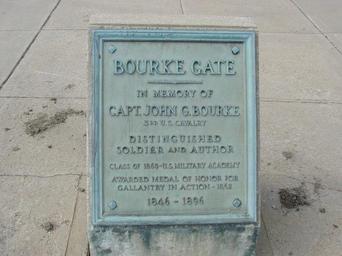 BOURKE GATE
IN MEMORY OF
CAPT. JOHN G. BOURKE
3RD U.S. CAVALRY
DISTINGUISHED
SOLDIER AND AUTHOR
CLASS OF 1869-U.S. MILITARY ACADEMY
AWARDED MEDAL OF HONOR FOR
GALLANTRY IN ACTION - 1862
1846 - 1896